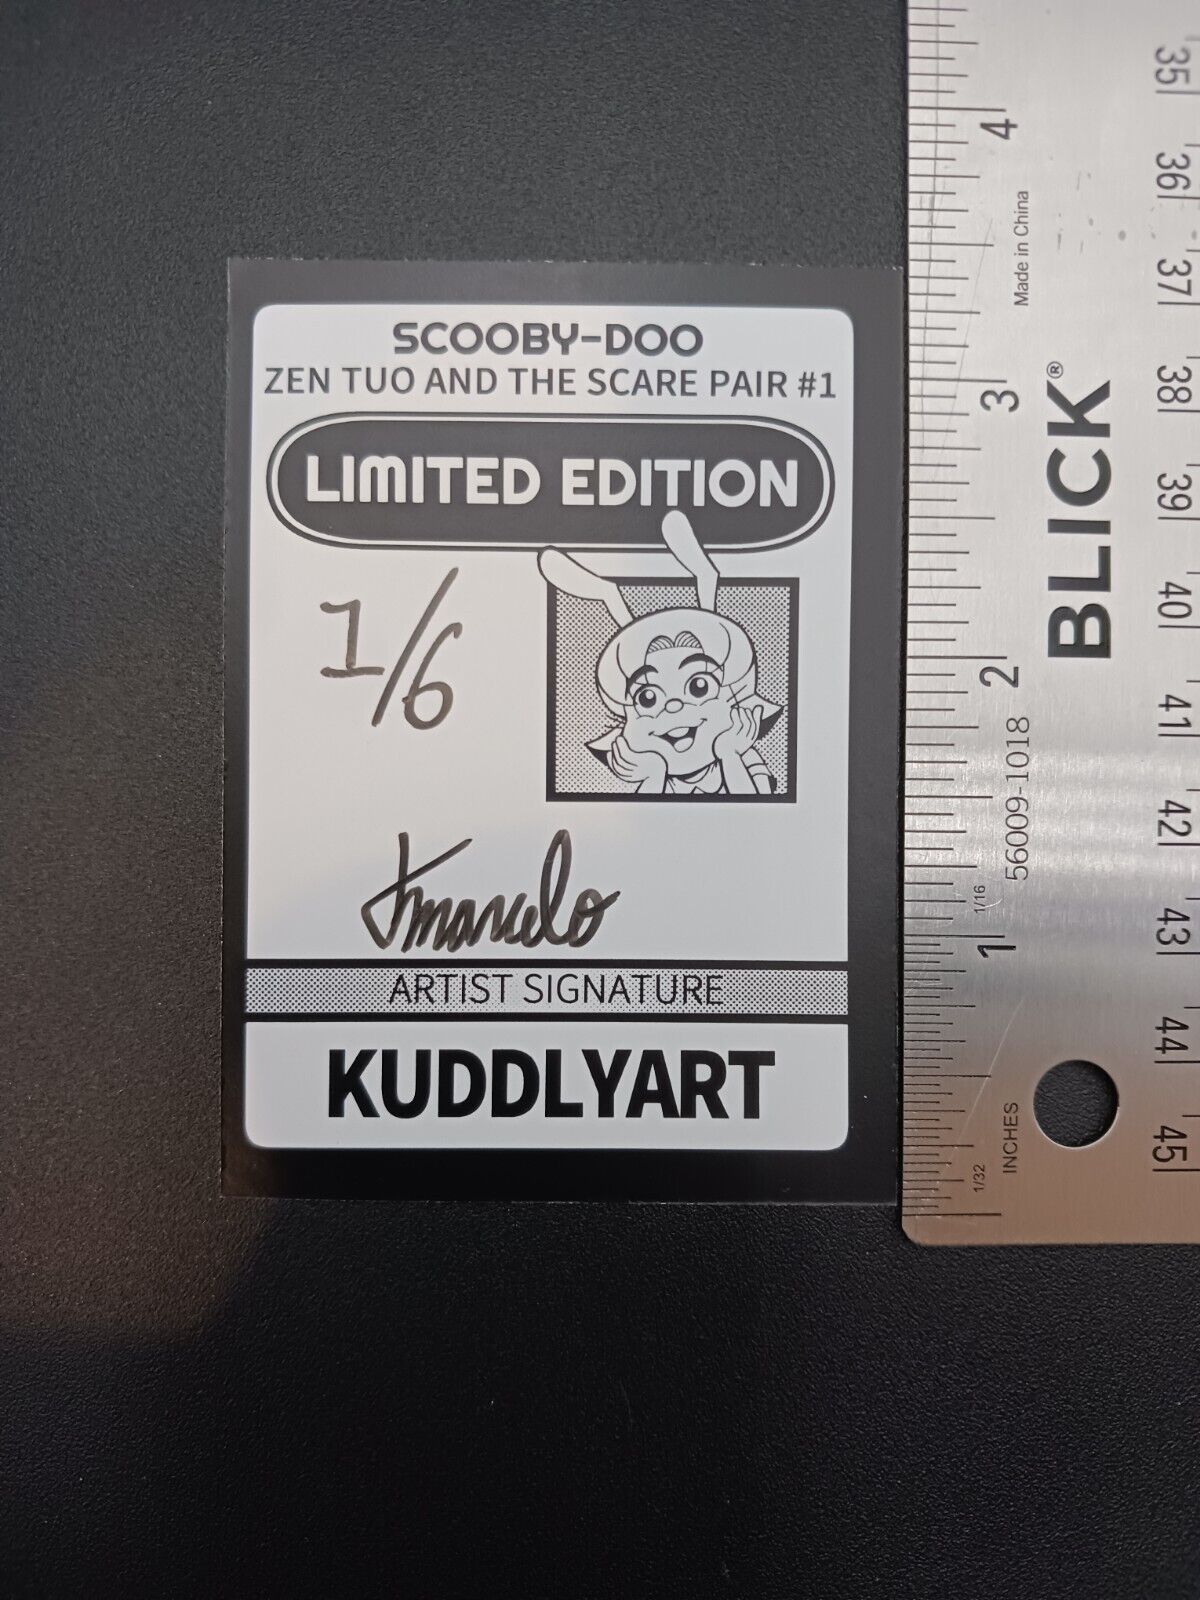 SCOOBY-DOO
ZEN TUO AND THE SCARE PAIR #1
LIMITED EDITION
1/6
ARTIST SIGNATURE
KUDDLYART
4
3
2
1
Made in China
BLICK®
56009-1018
1/16
1/32
INCHES
35
36
37
38
39
40
41
42
43
44
45